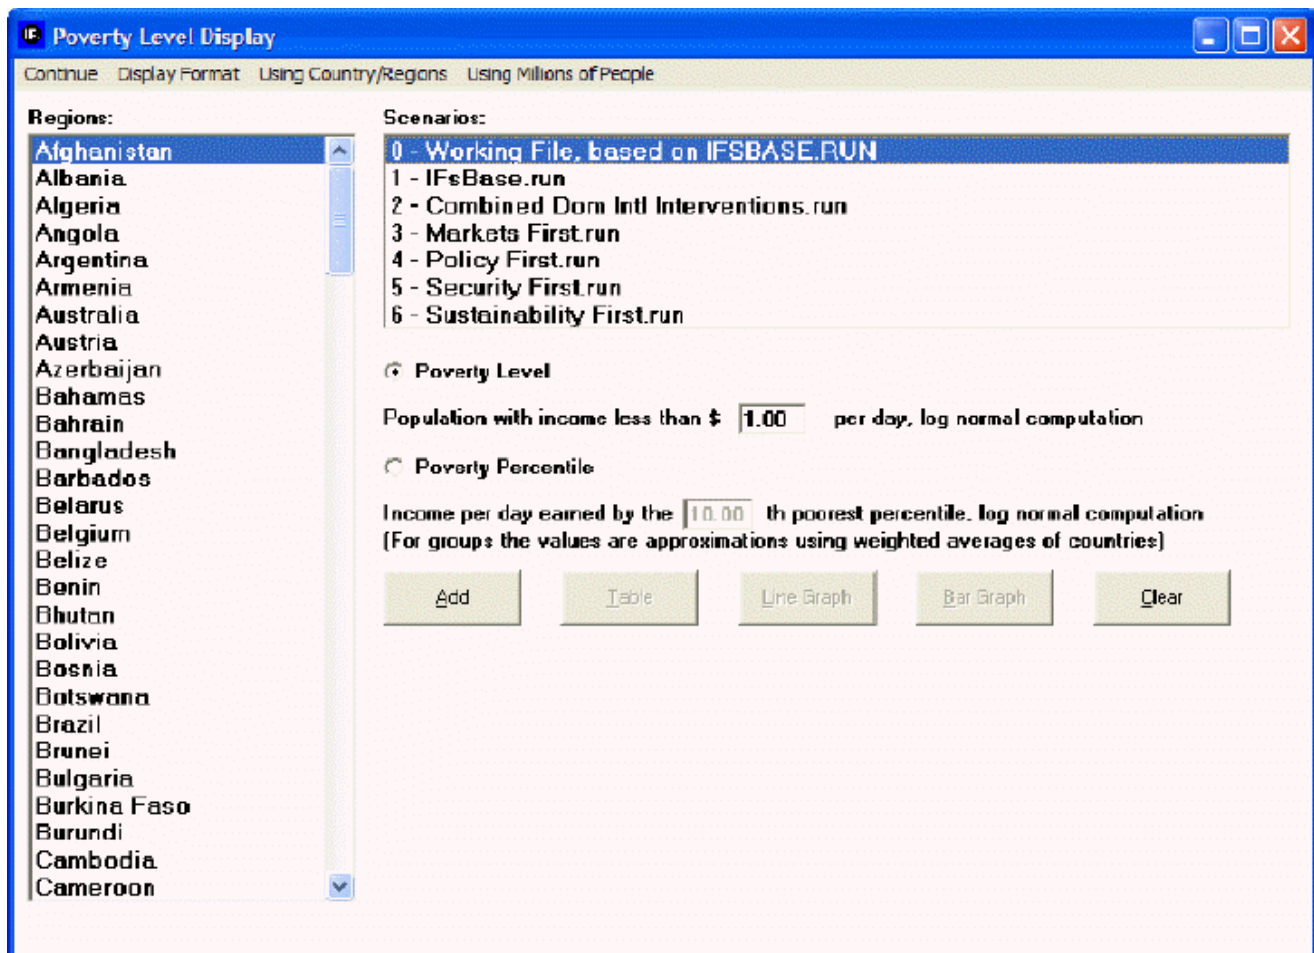 IFs Poverty Level Display
Continue Display Format Using Country/Regions Using Millions of People
Regions:
Afghanistan
Albania
Algeria
Angola
Argentina
Armenia
Australia
Austria
Azerbaijan
Bahamas
Bahrain
Bangladesh
Barbados
Belarus
Belgium
Belize
Benin
Bhutan
Bolivia
Bosnia
Botswana
Brazil
Brunei
Bulgaria
Burkina Faso
Burundi
Cambodia
Cameroon
Scenarios:
0 - Working File, based on IFSBASE.RUN
1 - IFsBase.run
2 - Combined Dom Intl Interventions.run
3 - Markets First.run
4 - Policy First.run
5 - Security First.run
6 - Sustainability First.run
Poverty Level
Population with income less than $ 1.00 per day, log normal computation
Poverty Percentile
Income per day earned by the 10.00 th poorest percentile, log normal computation
(For groups the values are approximations using weighted averages of countries)
Add Table Line Graph Bar Graph Clear